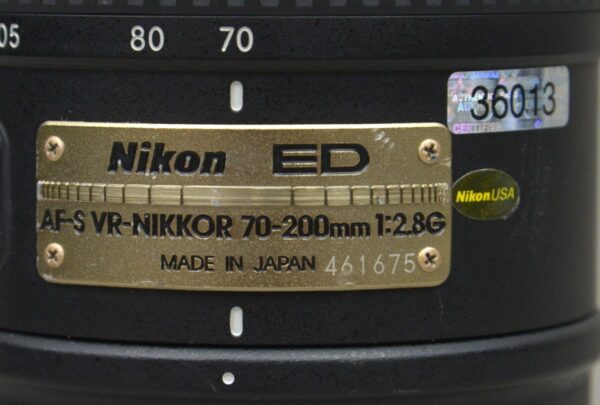 05 80 70
36013
Nikon ED
NikonUSA
AF-S VR-NIKKOR 70-200mm 1:2.8G
MADE IN JAPAN 461675